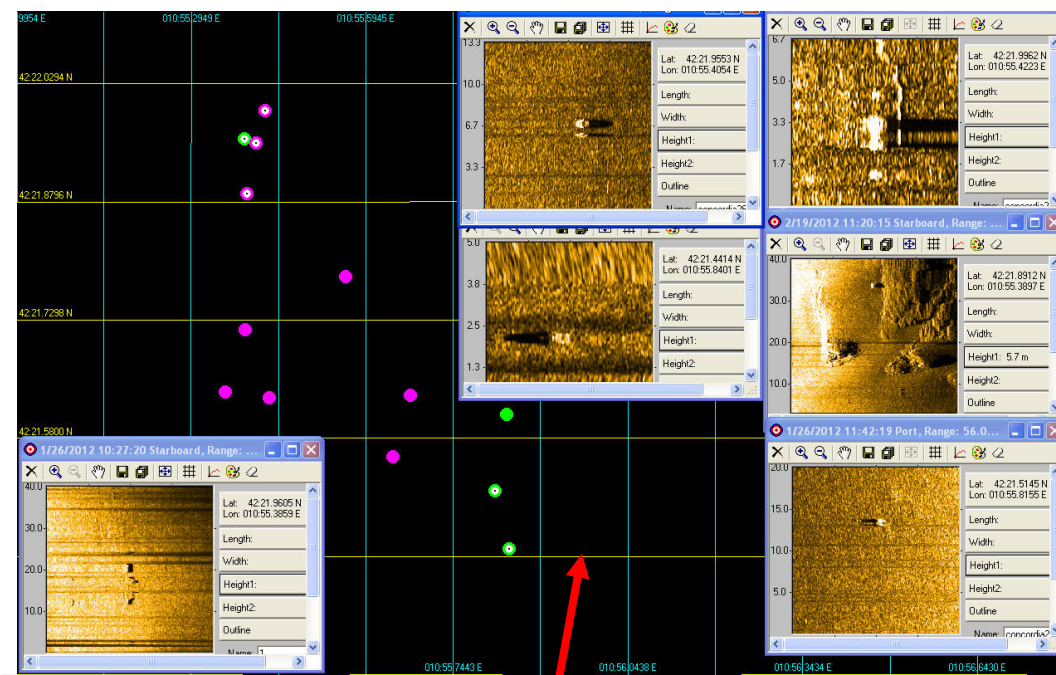 9954 E
010:55.2949 E
010:55.5945 E
42:22.0294 N
42:21.8796 N
42:21.7298 N
42:21.5800 N
010:55.7443 E
010:56.0438 E
010:56.3434 E
010:56.6430 E
13.3
10.0
6.7
3.3
Lat: 42:21.9553 N
Lon: 010:55.4054 E
Length:
Width:
Height1:
Height2:
Outline
6.7
5.0
3.3
1.7
Lat: 42:21.9962 N
Lon: 010:55.4223 E
Length:
Width:
Height1:
Height2:
Outline
5.0
3.8
2.5
1.3
Lat: 42:21.4414 N
Lon: 010:55.8401 E
Length:
Width:
Height1:
Height2:
2/19/2012 11:20:15 Starboard, Range: ...
40.0
30.0
20.0
10.0
Lat: 42:21.8912 N
Lon: 010:55.3897 E
Length:
Width:
Height1: 5.7 m
Height2:
Outline
1/26/2012 10:27:20 Starboard, Range: ...
40.0
30.0
20.0
10.0
Lat: 42:21.9605 N
Lon: 010:55.3859 E
Length:
Width:
Height1:
Height2:
Outline
Name: 1
1/26/2012 11:42:19 Port, Range: 56.0...
20.0
15.0
10.0
5.0
Lat: 42:21.5145 N
Lon: 010:55.8155 E
Length:
Width:
Height1:
Height2:
Outline
Name: concordia2